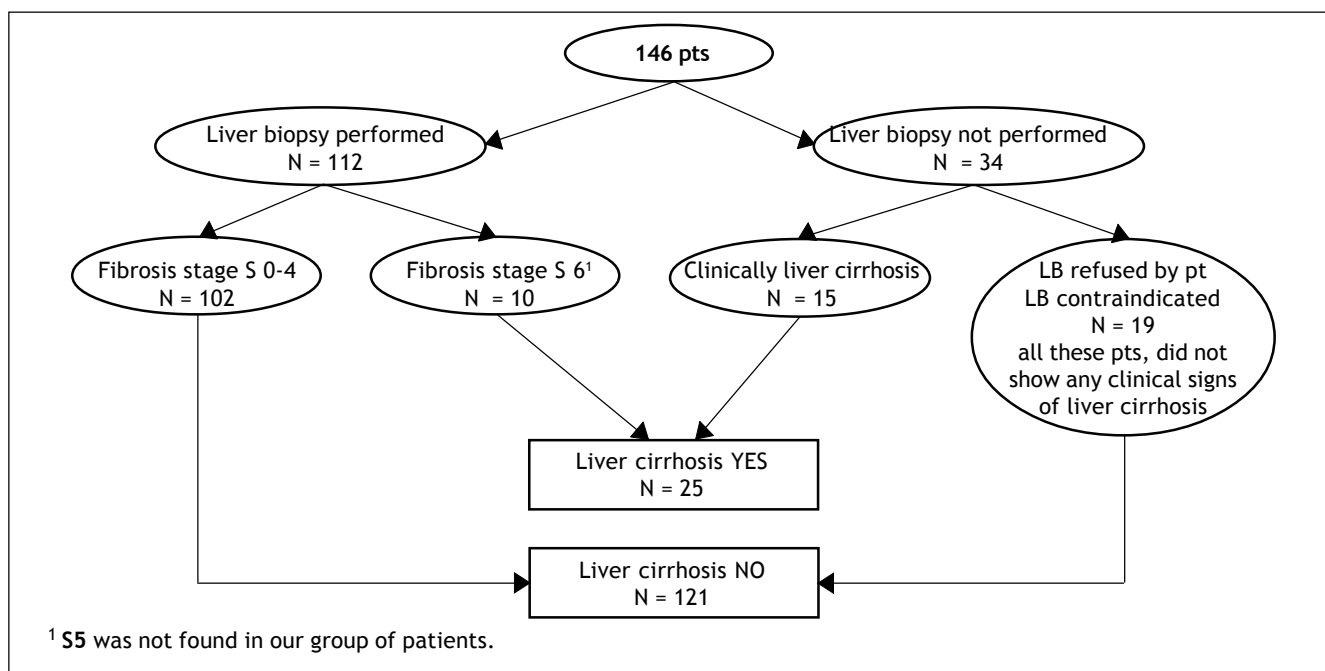 146 pts
Liver biopsy performed
N = 112
Liver biopsy not performed
N = 34
Fibrosis stage S 0-4
N = 102
Fibrosis stage S 6¹
N = 10
Clinically liver cirrhosis
N = 15
LB refused by pt
LB contraindicated
N = 19
all these pts, did not
show any clinical signs
of liver cirrhosis
Liver cirrhosis YES
N = 25
Liver cirrhosis NO
N = 121
¹ S5 was not found in our group of patients.